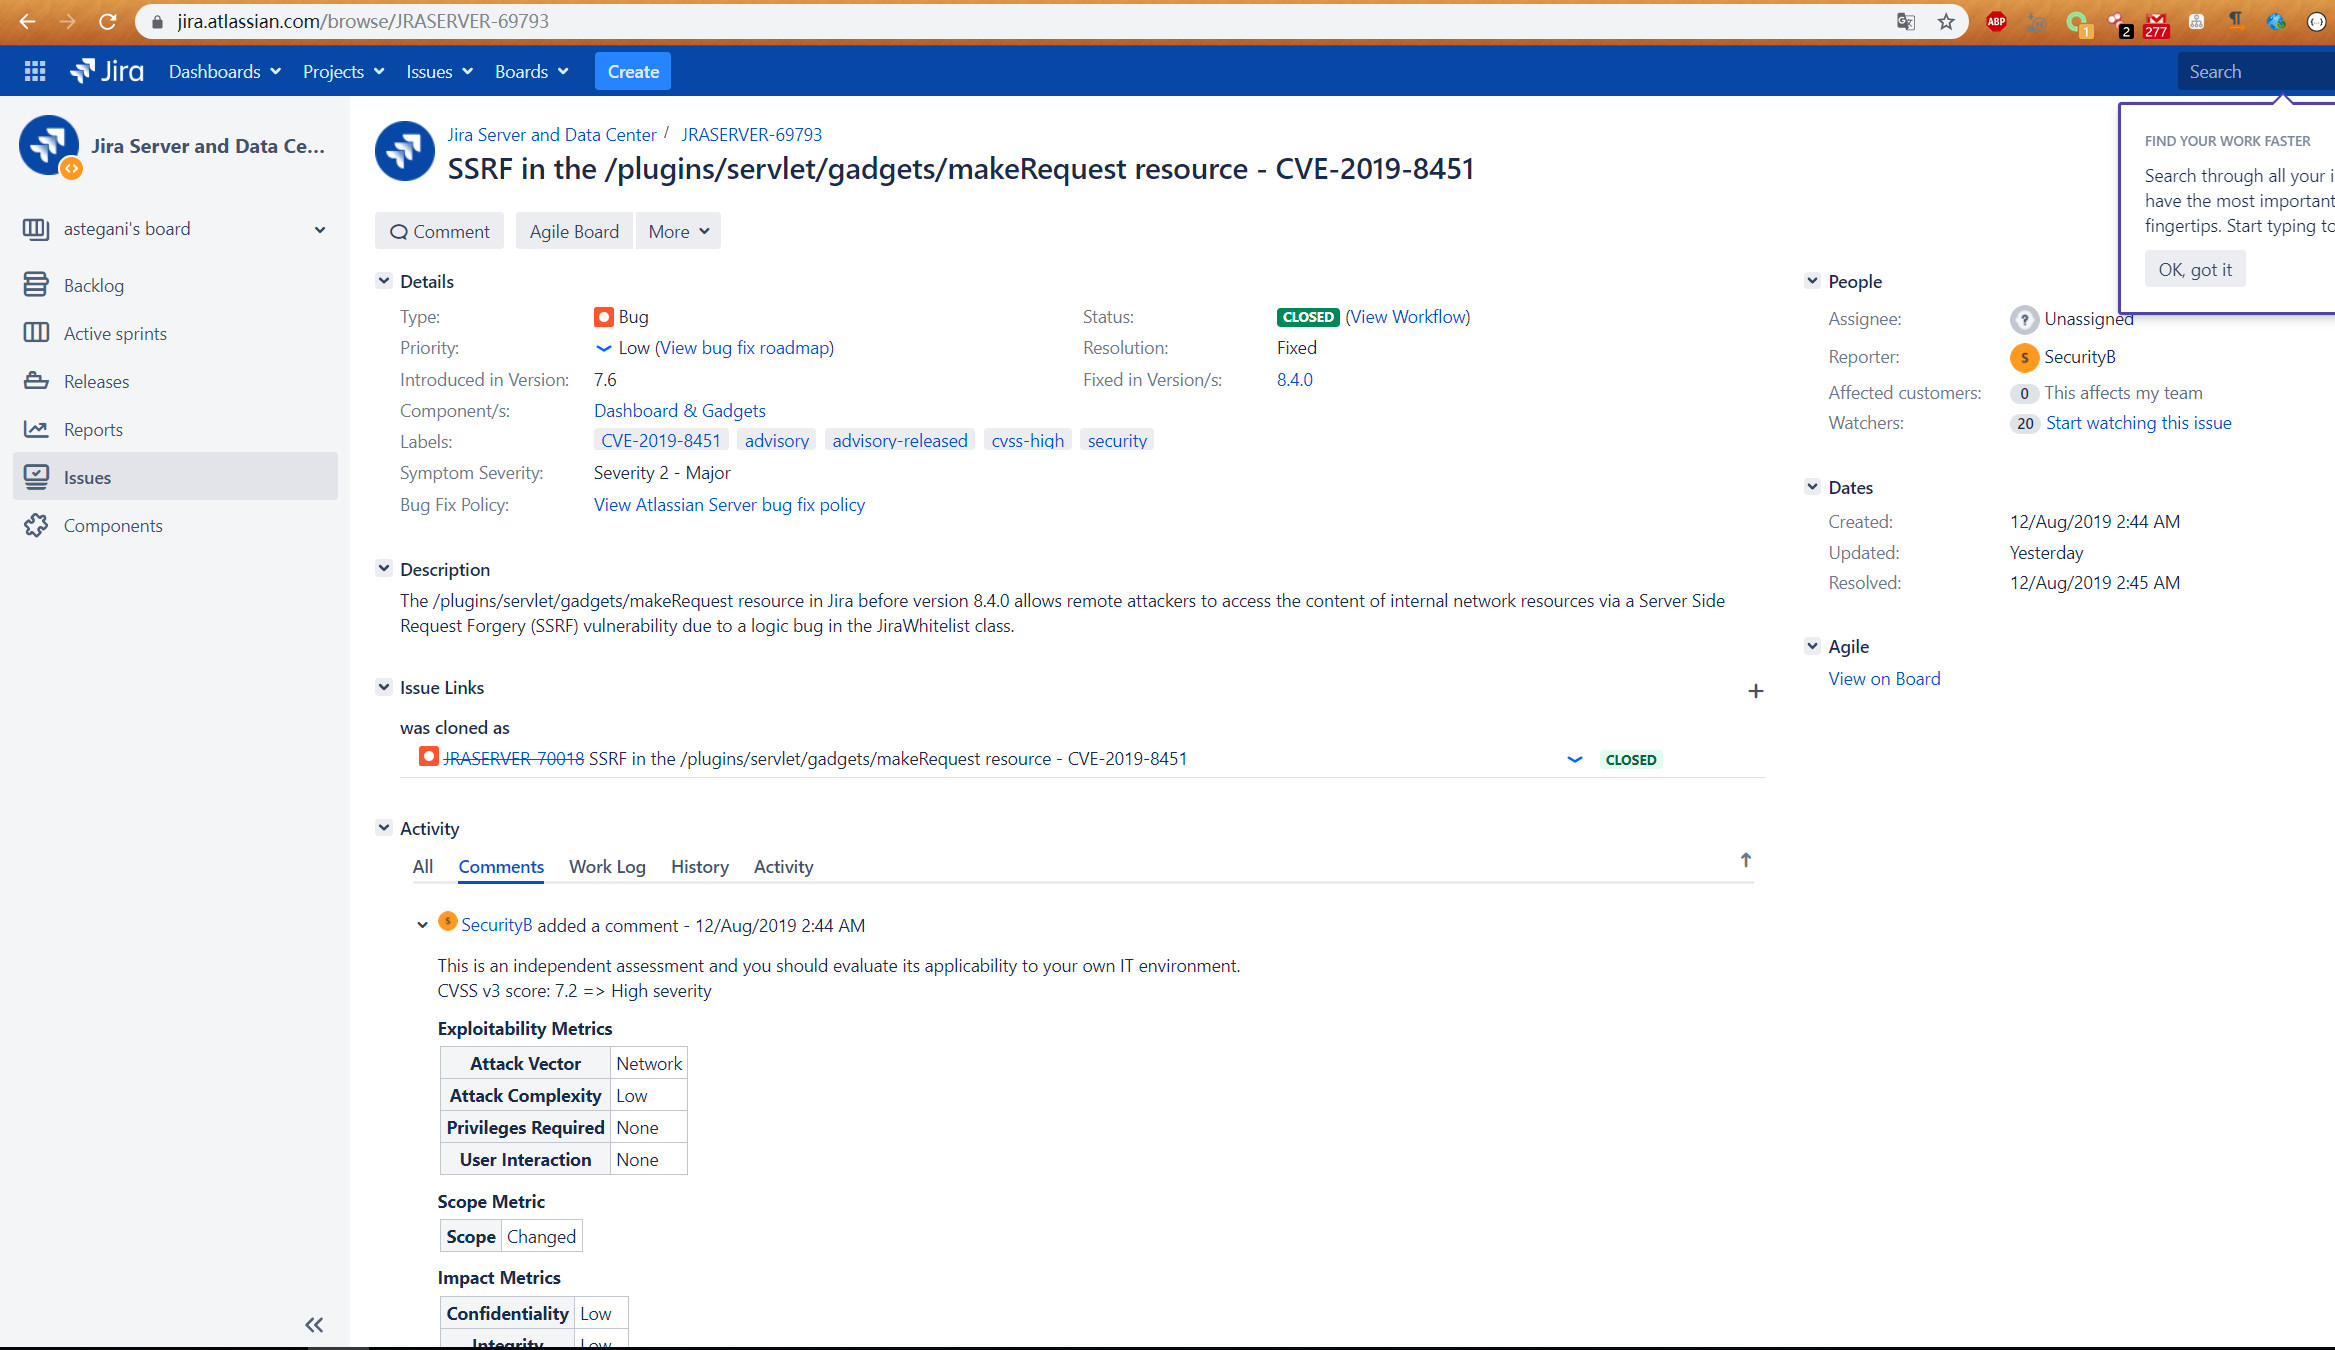 jira.atlassian.com/browse/JRASERVER-69793
ABP
1
2
277
Jira
Dashboards
Projects
Issues
Boards
Create
Search
Jira Server and Data Ce...
astegani's board
Backlog
Active sprints
Releases
Reports
Issues
Components
Jira Server and Data Center / JRASERVER-69793
SSRF in the /plugins/servlet/gadgets/makeRequest resource - CVE-2019-8451
Comment
Agile Board
More
FIND YOUR WORK FASTER
Search through all your i
have the most important
fingertips. Start typing to
OK, got it
Details
Type: Bug
Status: CLOSED (View Workflow)
Priority: Low (View bug fix roadmap)
Resolution: Fixed
Introduced in Version: 7.6
Fixed in Version/s: 8.4.0
Component/s: Dashboard & Gadgets
Labels: CVE-2019-8451 advisory advisory-released cvss-high security
Symptom Severity: Severity 2 - Major
Bug Fix Policy: View Atlassian Server bug fix policy
Description
The /plugins/servlet/gadgets/makeRequest resource in Jira before version 8.4.0 allows remote attackers to access the content of internal network resources via a Server Side
Request Forgery (SSRF) vulnerability due to a logic bug in the JiraWhitelist class.
Issue Links
was cloned as
JRASERVER-70018 SSRF in the /plugins/servlet/gadgets/makeRequest resource - CVE-2019-8451
CLOSED
Activity
All Comments Work Log History Activity
S SecurityB added a comment - 12/Aug/2019 2:44 AM
This is an independent assessment and you should evaluate its applicability to your own IT environment.
CVSS v3 score: 7.2 => High severity
Exploitability Metrics
Attack Vector Network
Attack Complexity Low
Privileges Required None
User Interaction None
Scope Metric
Scope Changed
Impact Metrics
Confidentiality Low
Integrity Low
People
Assignee: ? Unassigned
Reporter: S SecurityB
Affected customers: 0 This affects my team
Watchers: 20 Start watching this issue
Dates
Created: 12/Aug/2019 2:44 AM
Updated: Yesterday
Resolved: 12/Aug/2019 2:45 AM
Agile
View on Board